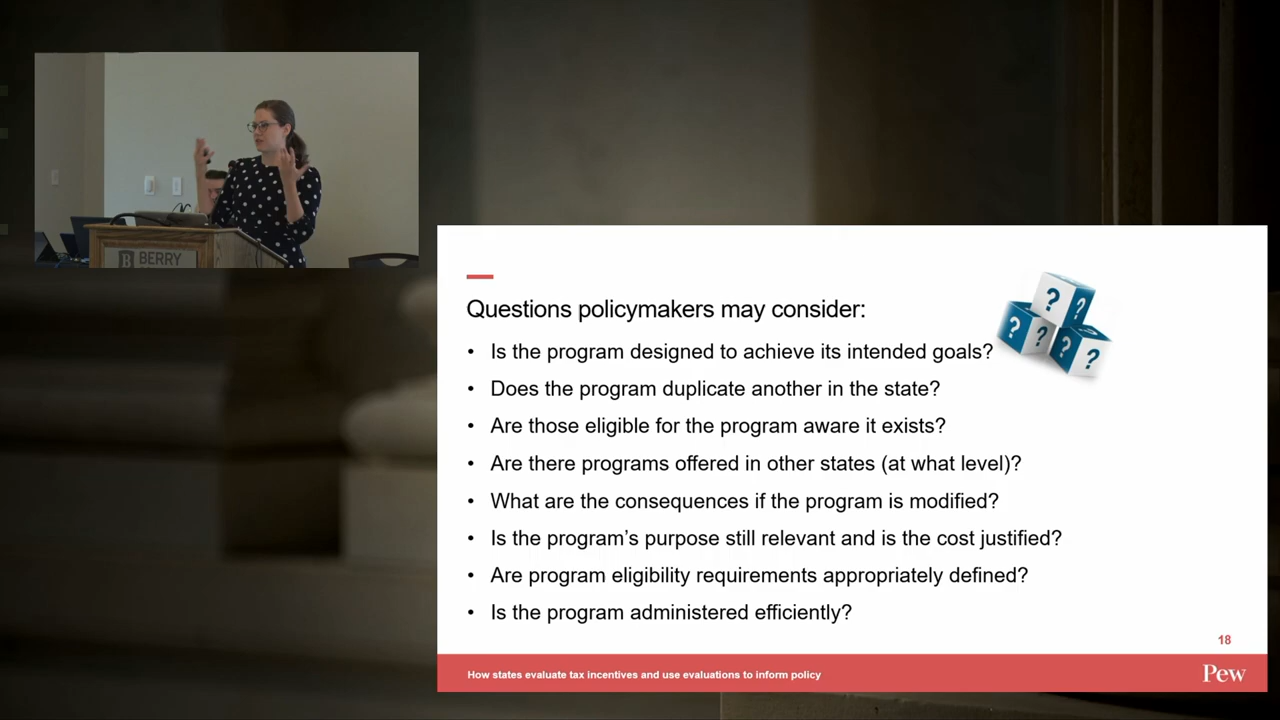 B BERRY
Questions policymakers may consider:
• Is the program designed to achieve its intended goals?
• Does the program duplicate another in the state?
• Are those eligible for the program aware it exists?
• Are there programs offered in other states (at what level)?
• What are the consequences if the program is modified?
• Is the program’s purpose still relevant and is the cost justified?
• Are program eligibility requirements appropriately defined?
• Is the program administered efficiently?
? ? ? ? ? ?
18
How states evaluate tax incentives and use evaluations to inform policy
Pew